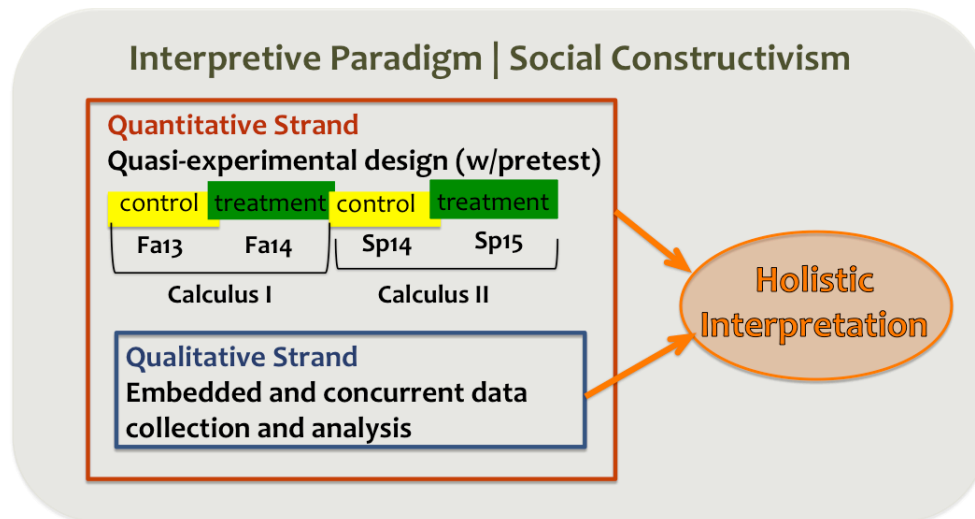 Interpretive Paradigm | Social Constructivism
Quantitative Strand
Quasi-experimental design (w/pretest)
control treatment control treatment
Fa13 Fa14 Sp14 Sp15
Calculus I Calculus II
Qualitative Strand
Embedded and concurrent data
collection and analysis
Holistic
Interpretation